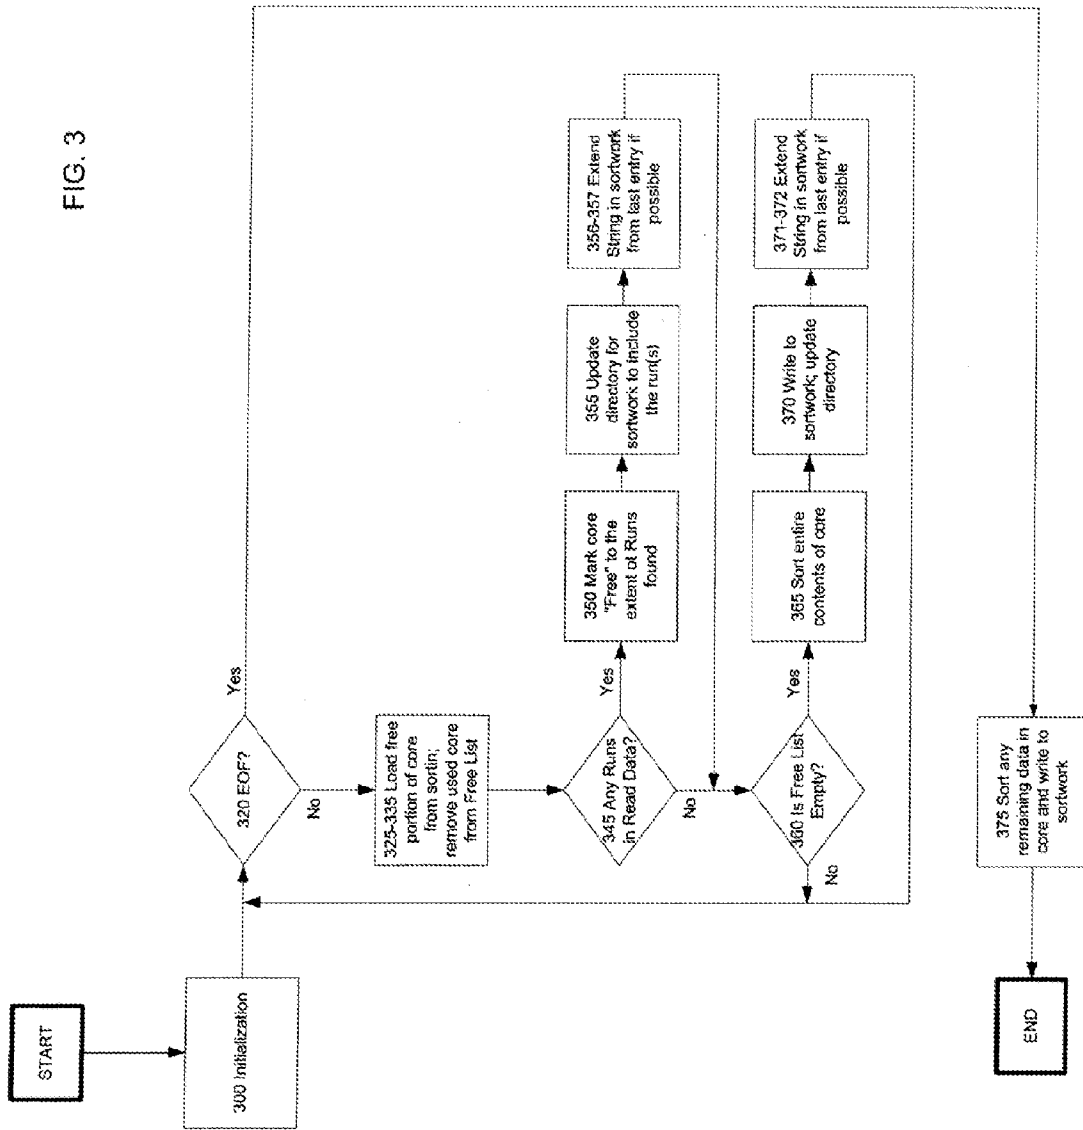 FIG. 3
START
300 Initialization
320 EOF?
Yes
No
325-335 Load free
portion of core
from sortin;
remove used core
from Free List
345 Any Runs
in Read Data?
Yes
No
350 Mark core
"Free" to the
extent of Runs
found
355 Update
directory for
sortwork to include
the run(s)
356-357 Extend
String in sortwork
from last entry if
possible
360 Is Free List
Empty?
Yes
No
365 Sort entire
contents of core
370 Write to
sortwork; update
directory
371-372 Extend
String in sortwork
from last entry if
possible
375 Sort any
remaining data in
core and write to
sortwork
END